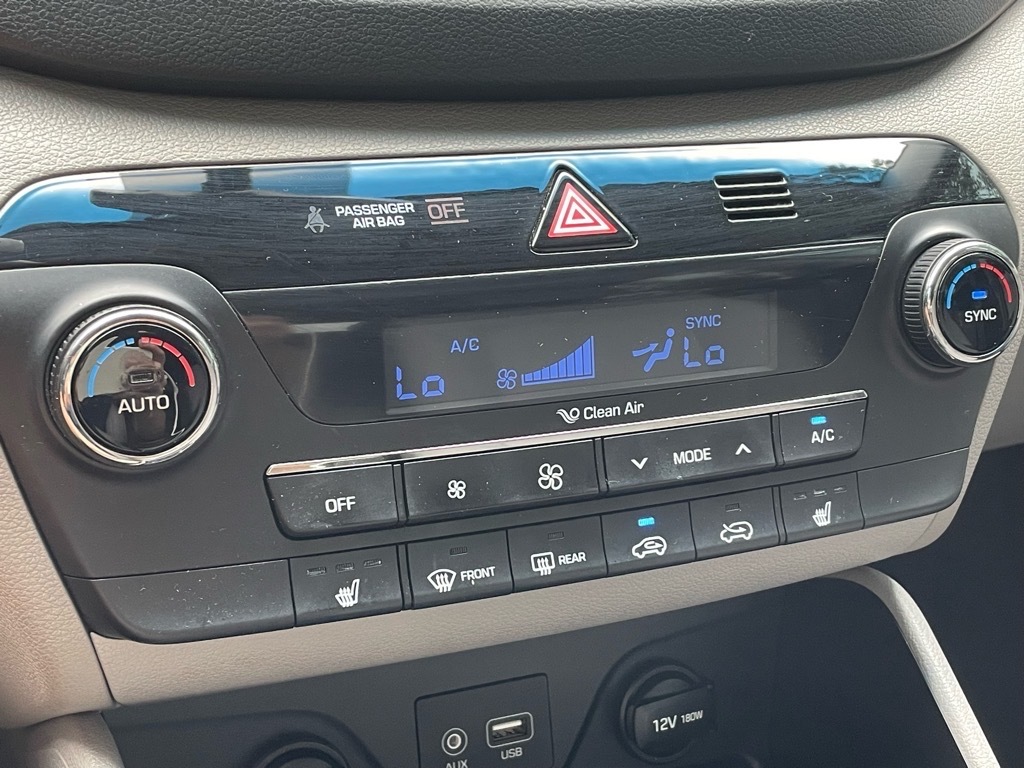 PASSENGER
AIR BAG
OFF
A/C
SYNC
Lo
Lo
AUTO
SYNC
Clean Air
OFF
MODE
A/C
FRONT
REAR
12V 180W
AUX
USB